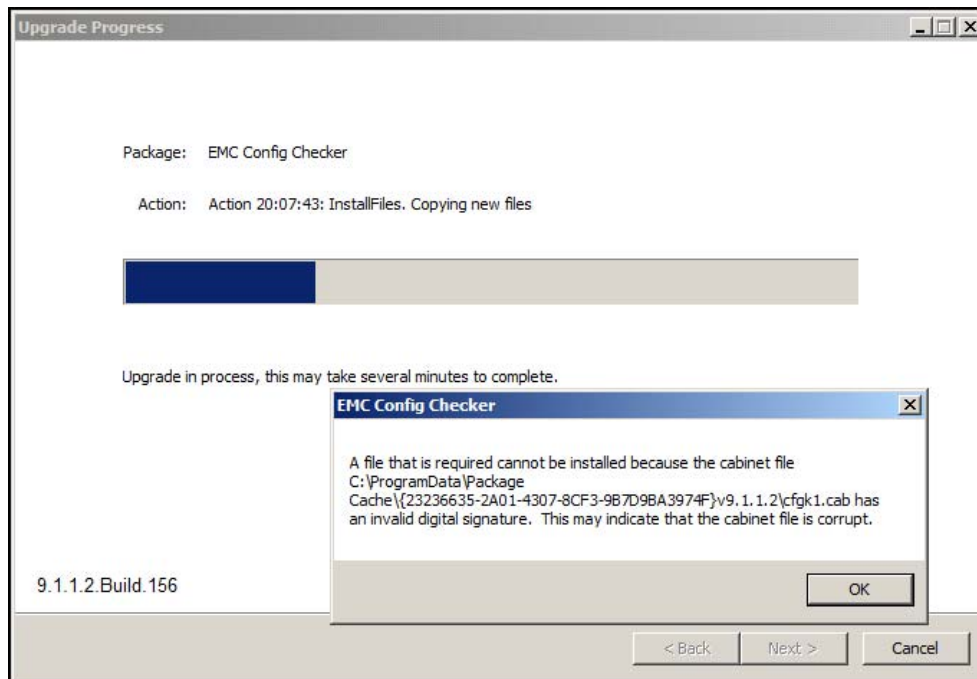 Upgrade Progress
Package: EMC Config Checker
Action: Action 20:07:43: InstallFiles. Copying new files
Upgrade in process, this may take several minutes to complete.
EMC Config Checker
A file that is required cannot be installed because the cabinet file
C:\ProgramData\Package
Cache\{23236635-2A01-4307-8CF3-9B7D9BA3974F}v9.1.1.2\cfgk1.cab has
an invalid digital signature.  This may indicate that the cabinet file is corrupt.
OK
9.1.1.2.Build.156
< Back Next > Cancel